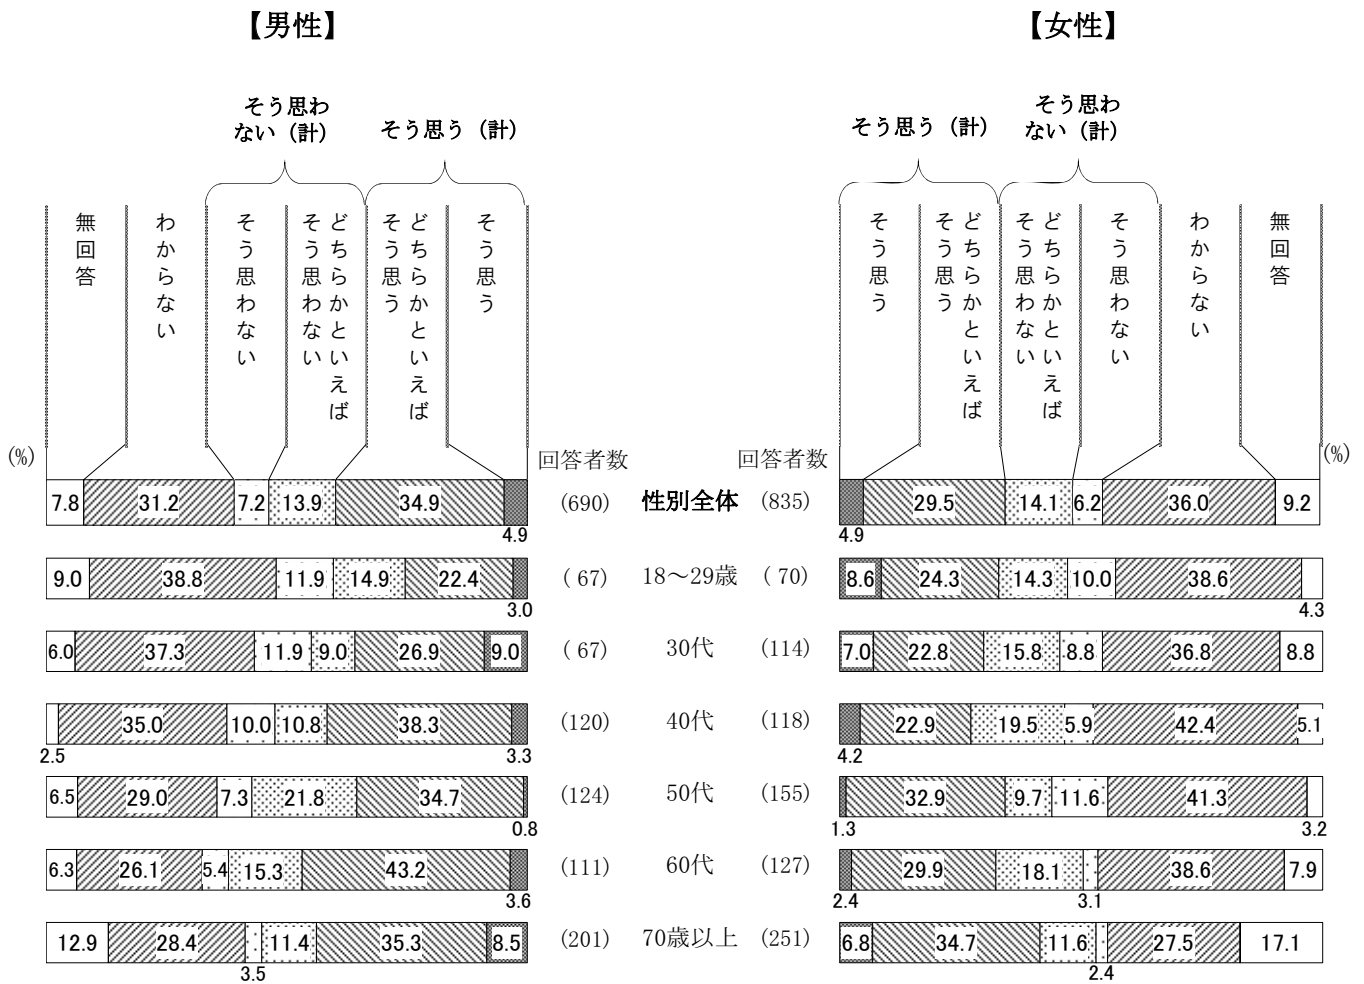 【男性】
【女性】
そう思わ
ない（計）
そう思う（計）
そう思う（計）
そう思わ
ない（計）
無回答
わからない
そう思わない
どちらかといえば
そう思わない
どちらかといえば
そう思う
そう思う
そう思う
どちらかといえば
そう思う
どちらかといえば
そう思わない
そう思わない
わからない
無回答
(%)
回答者数
回答者数
(%)
7.8 31.2 7.2 13.9 34.9 4.9 (690) 性別全体 (835) 4.9 29.5 14.1 6.2 36.0 9.2
9.0 38.8 11.9 14.9 22.4 3.0 ( 67) 18～29歳 ( 70) 8.6 24.3 14.3 10.0 38.6 4.3
6.0 37.3 11.9 9.0 26.9 9.0 ( 67) 30代 (114) 7.0 22.8 15.8 8.8 36.8 8.8
2.5 35.0 10.0 10.8 38.3 3.3 (120) 40代 (118) 4.2 22.9 19.5 5.9 42.4 5.1
6.5 29.0 7.3 21.8 34.7 0.8 (124) 50代 (155) 1.3 32.9 9.7 11.6 41.3 3.2
6.3 26.1 5.4 15.3 43.2 3.6 (111) 60代 (127) 2.4 29.9 18.1 3.1 38.6 7.9
12.9 28.4 3.5 11.4 35.3 8.5 (201) 70歳以上 (251) 6.8 34.7 11.6 2.4 27.5 17.1